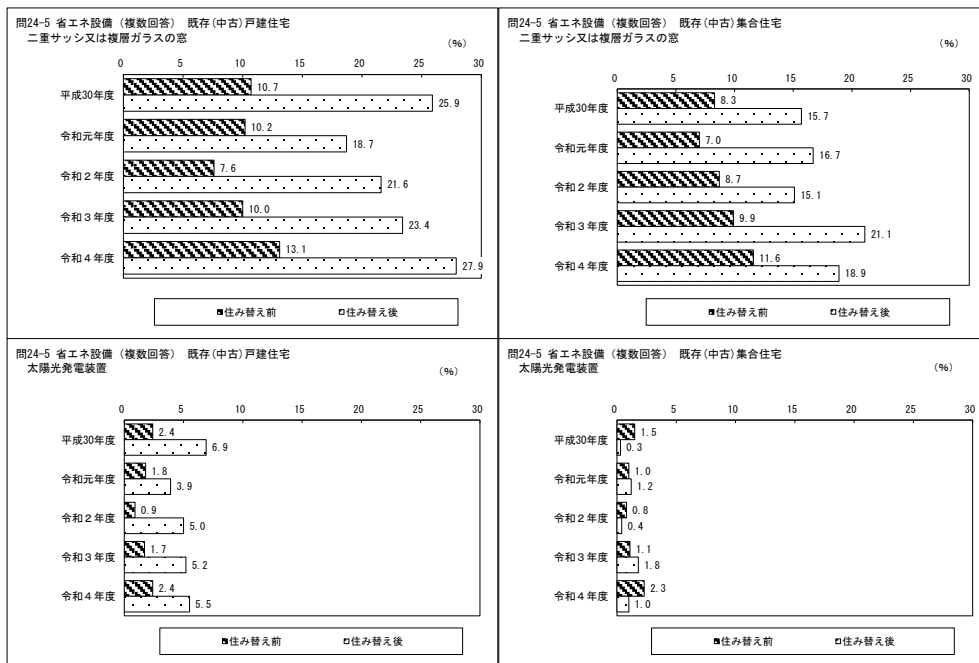 問24-5 省エネ設備（複数回答） 既存(中古)戸建住宅
二重サッシ又は複層ガラスの窓
(%)
0 5 10 15 20 25 30
平成30年度
10.7
25.9
令和元年度
10.2
18.7
令和２年度
7.6
21.6
令和３年度
10.0
23.4
令和４年度
13.1
27.9
住み替え前 住み替え後
問24-5 省エネ設備（複数回答） 既存(中古)集合住宅
二重サッシ又は複層ガラスの窓
(%)
0 5 10 15 20 25 30
平成30年度
8.3
15.7
令和元年度
7.0
16.7
令和２年度
8.7
15.1
令和３年度
9.9
21.1
令和４年度
11.6
18.9
住み替え前 住み替え後
問24-5 省エネ設備（複数回答） 既存(中古)戸建住宅
太陽光発電装置
(%)
0 5 10 15 20 25 30
平成30年度
2.4
6.9
令和元年度
1.8
3.9
令和２年度
0.9
5.0
令和３年度
1.7
5.2
令和４年度
2.4
5.5
住み替え前 住み替え後
問24-5 省エネ設備（複数回答） 既存(中古)集合住宅
太陽光発電装置
(%)
0 5 10 15 20 25 30
平成30年度
1.5
0.3
令和元年度
1.0
1.2
令和２年度
0.8
0.4
令和３年度
1.1
1.8
令和４年度
2.3
1.0
住み替え前 住み替え後